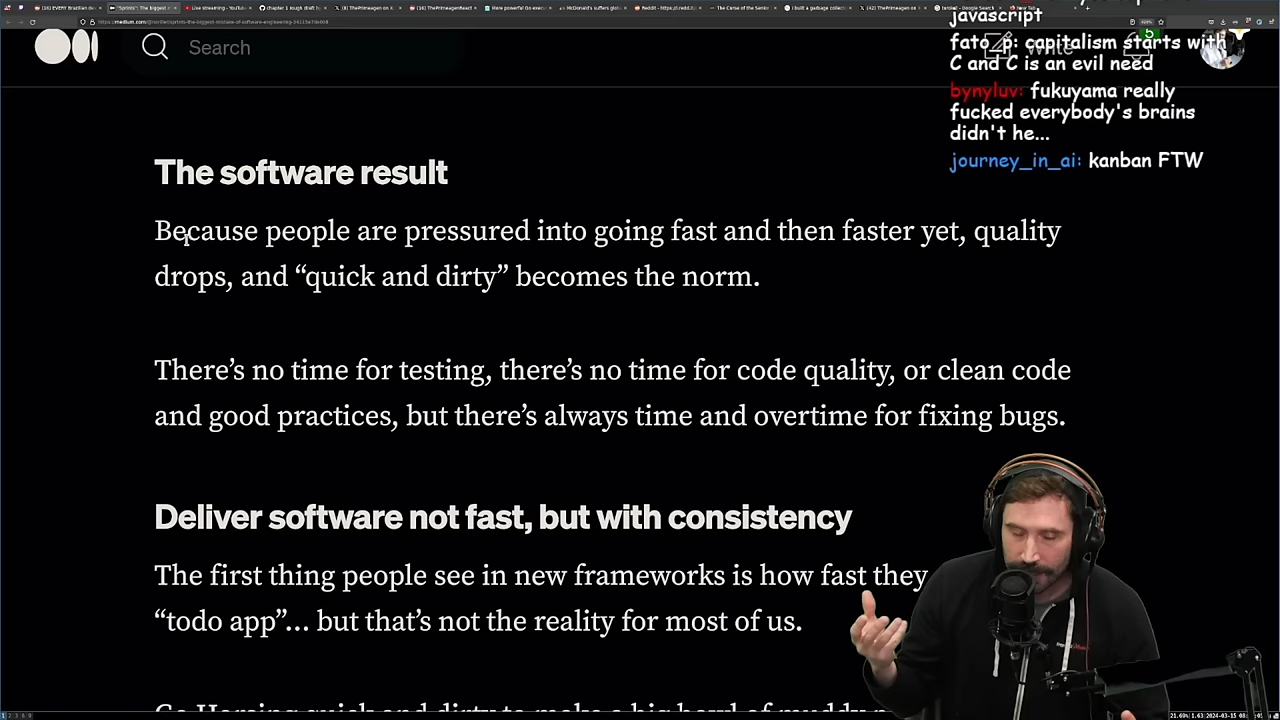 javascript
fato_p: capitalism starts with
C and C is an evil need
bynyluv: fukuyama really
fucked everybody's brains
didn't he...
journey_in_ai: kanban FTW
Search
Write
The software result
Because people are pressured into going fast and then faster yet, quality
drops, and “quick and dirty” becomes the norm.
There’s no time for testing, there’s no time for code quality, or clean code
and good practices, but there’s always time and overtime for fixing bugs.
Deliver software not fast, but with consistency
The first thing people see in new frameworks is how fast they
“todo app”... but that’s not the reality for most of us.